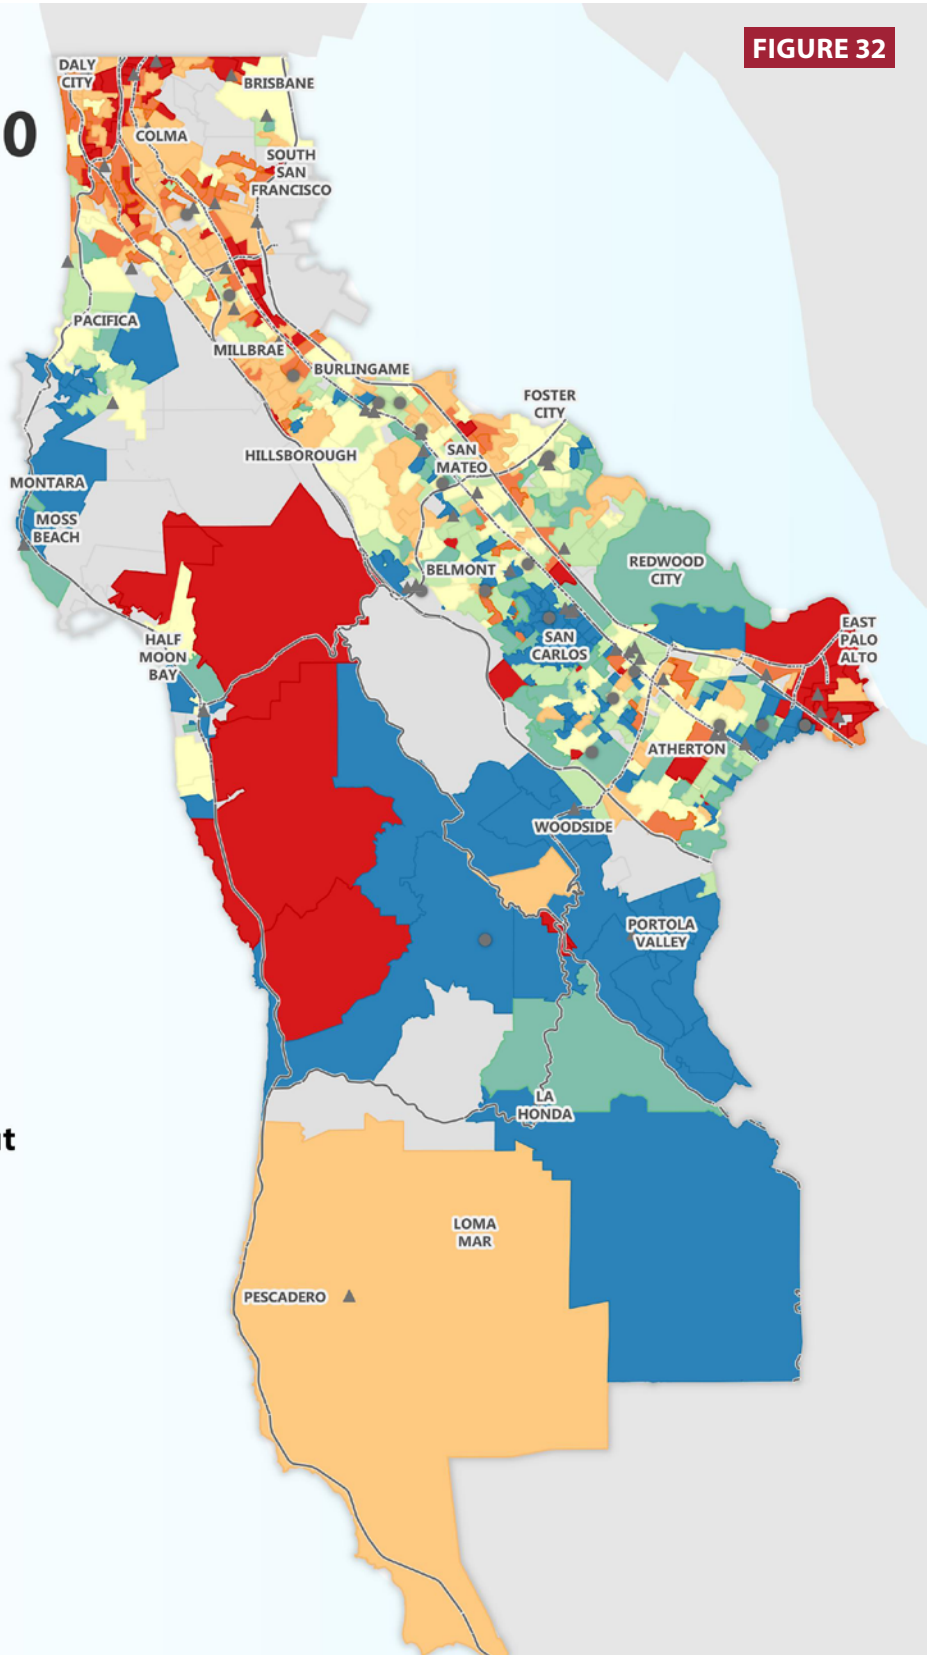 FIGURE 32
DALY
CITY
BRISBANE
0
COLMA
SOUTH
SAN
FRANCISCO
PACIFICA
MILLBRAE
BURLINGAME
FOSTER
CITY
HILLSBOROUGH
SAN
MATEO
MONTARA
MOSS
BEACH
BELMONT
REDWOOD
CITY
HALF
MOON
BAY
SAN
CARLOS
EAST
PALO
ALTO
ATHERTON
WOODSIDE
PORTOLA
VALLEY
LA
HONDA
t
LOMA
MAR
PESCADERO